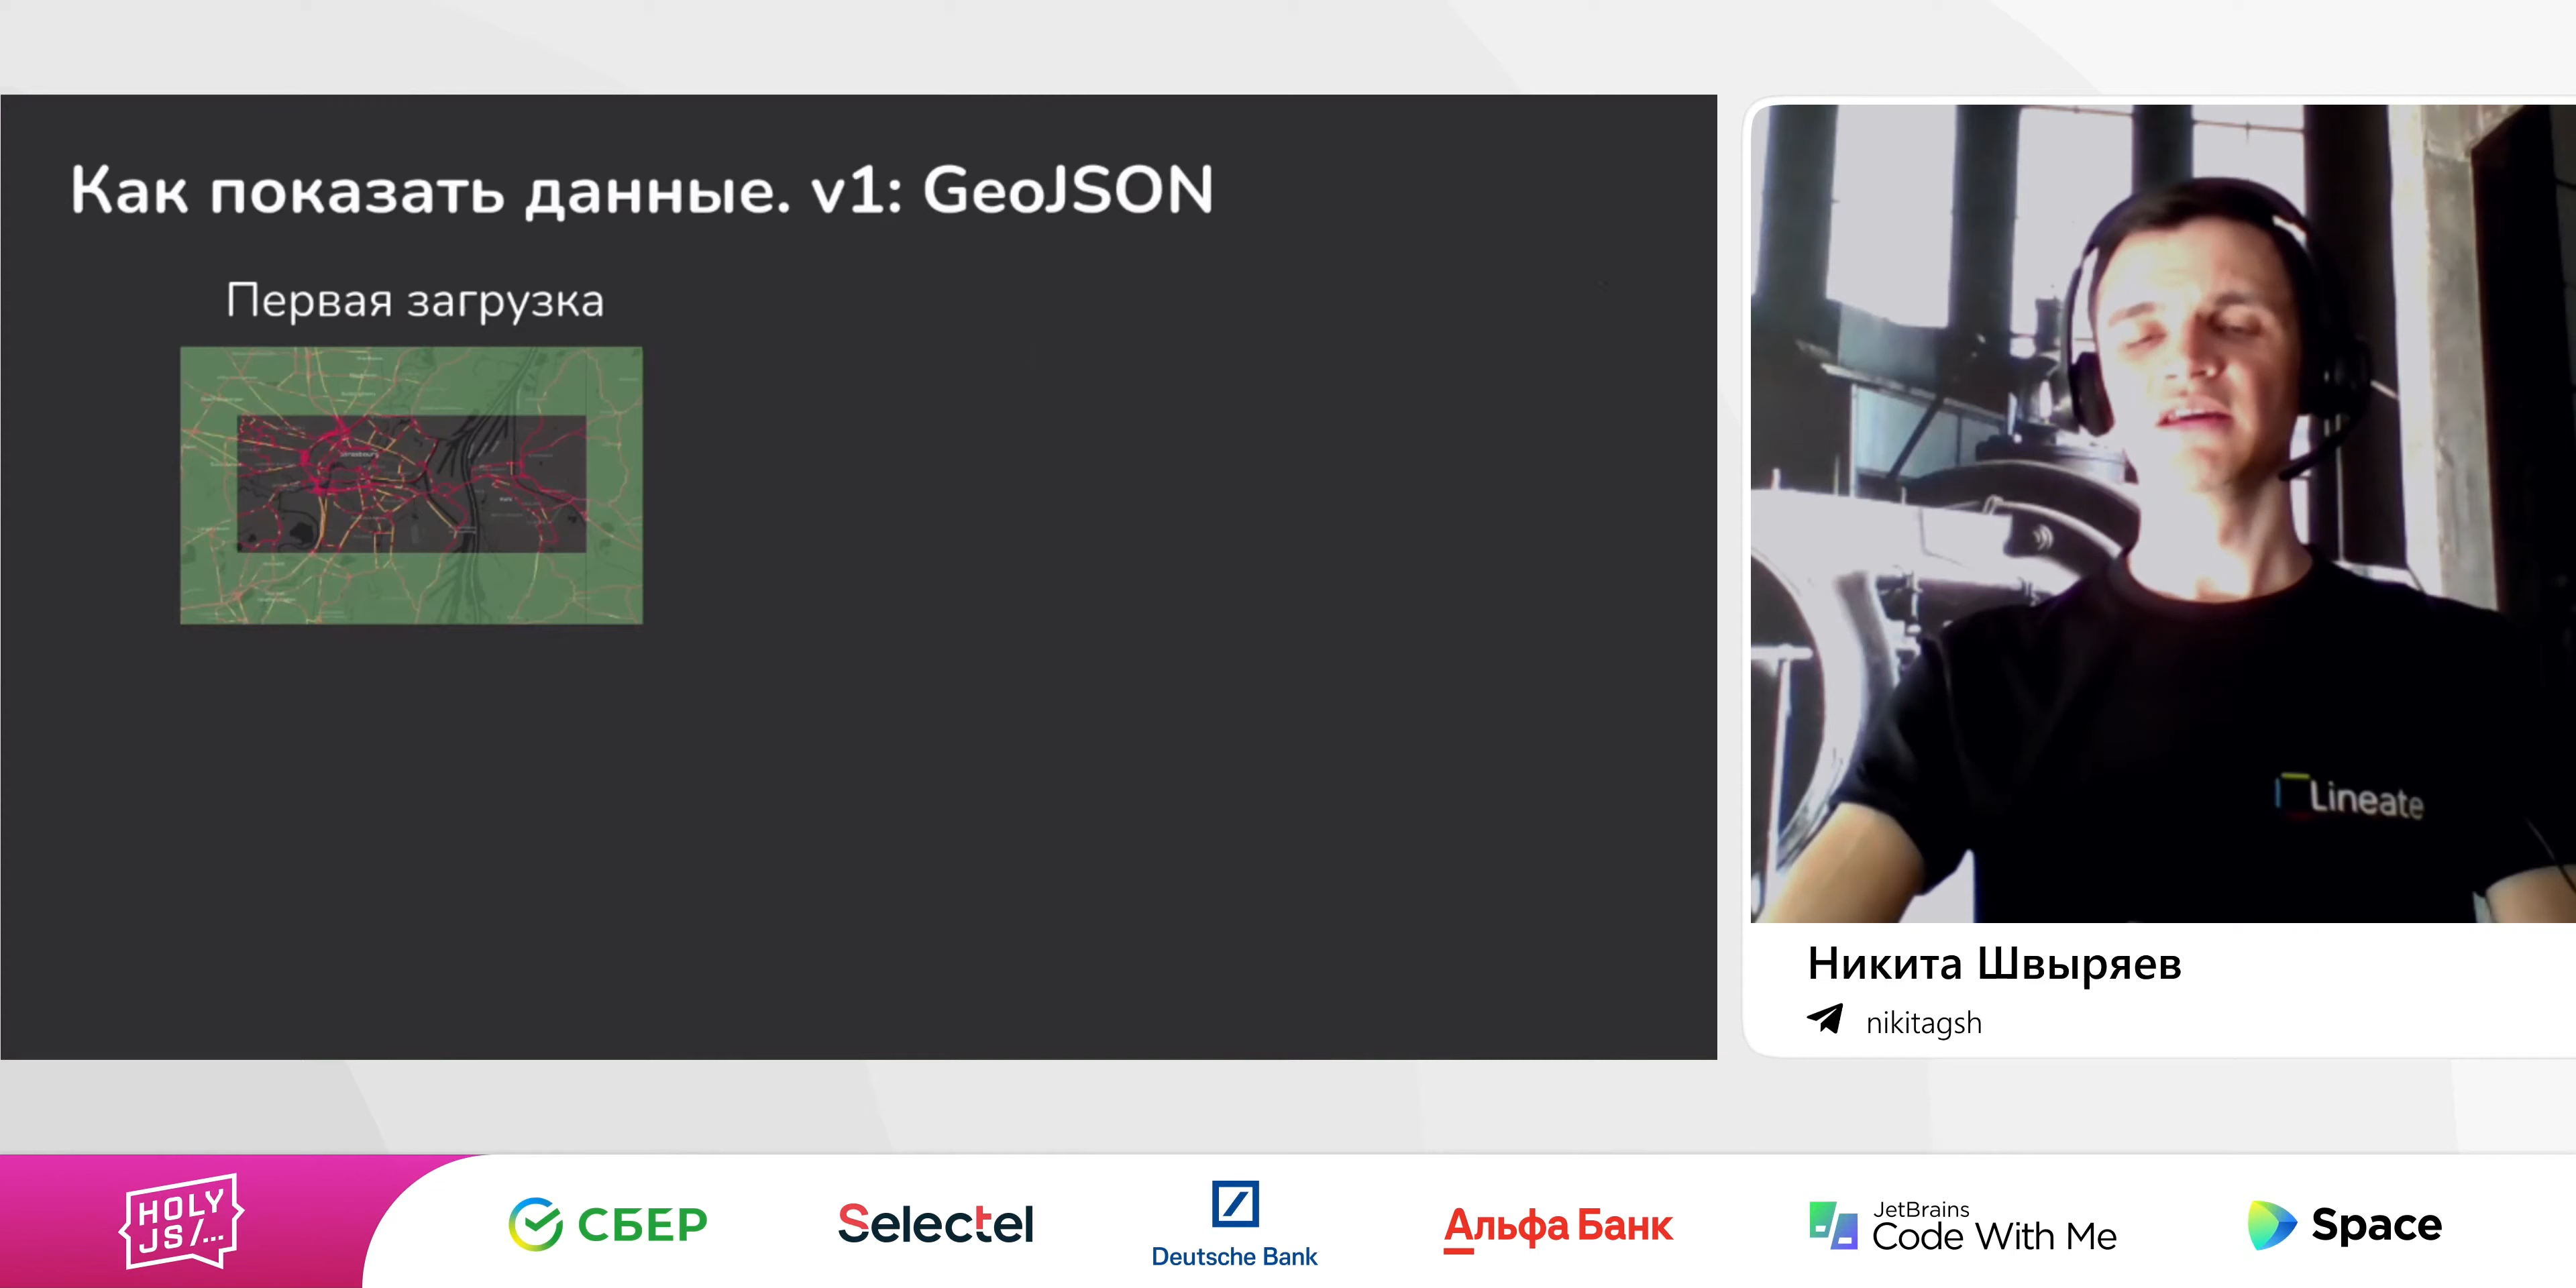 Как показать данные. v1: GeoJSON
Первая загрузка
Strasbourg
Lineate
Никита Швыряев
nikitagsh
HOLY
JS/...
СБЕР
Selectel
Deutsche Bank
Альфа Банк
JetBrains
Code With Me
Space